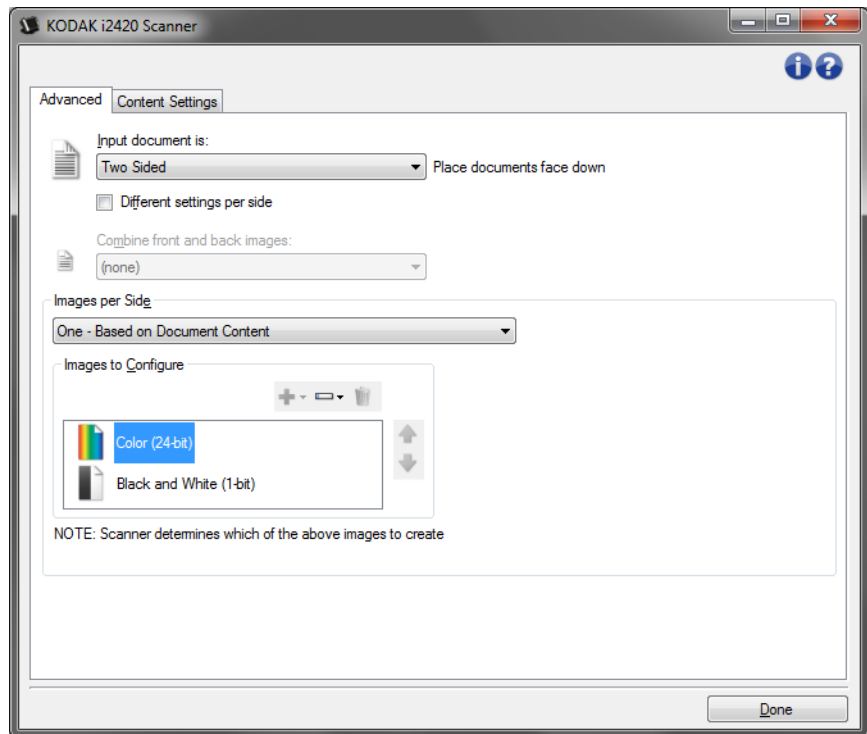 KODAK i2420 Scanner
Advanced
Content Settings
Input document is:
Two Sided
Place documents face down
Different settings per side
Combine front and back images:
(none)
Images per Side
One - Based on Document Content
Images to Configure
Color (24-bit)
Black and White (1-bit)
NOTE: Scanner determines which of the above images to create
Done